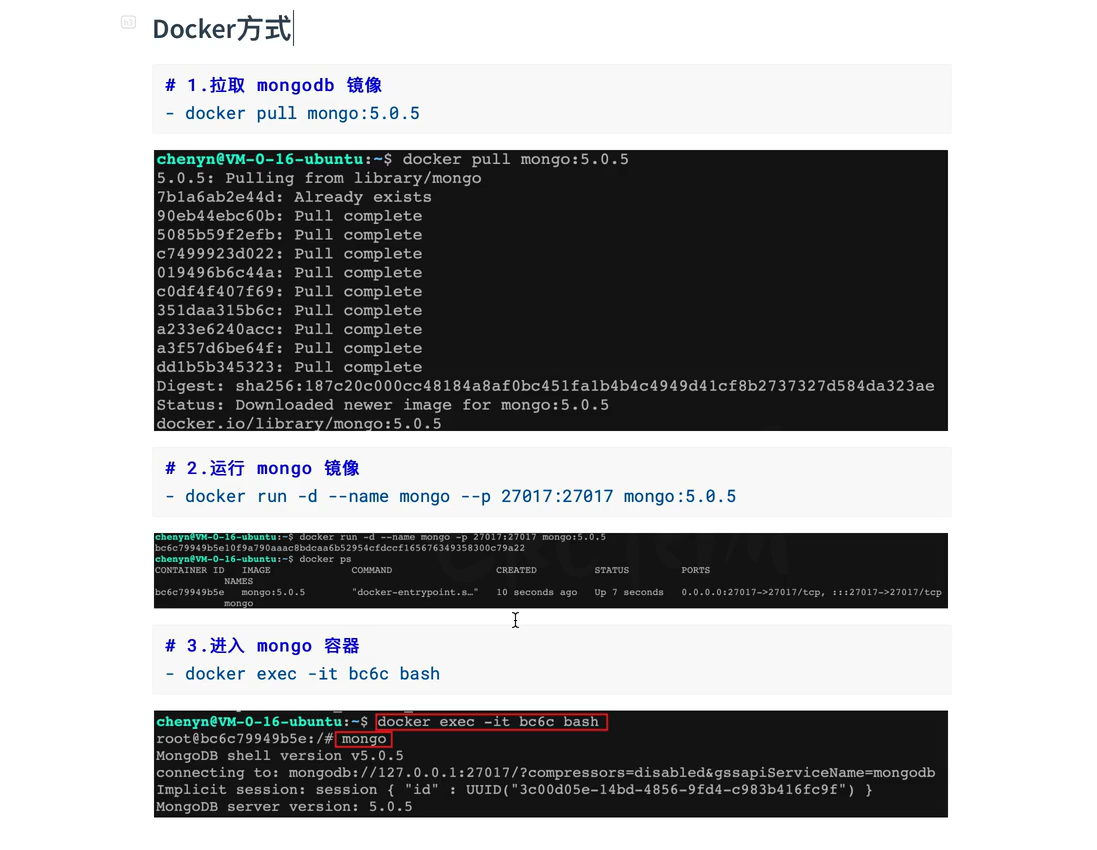 h3
Docker方式
# 1.拉取 mongodb 镜像
- docker pull mongo:5.0.5
chenyn@VM-0-16-ubuntu:~$ docker pull mongo:5.0.5
5.0.5: Pulling from library/mongo
7b1a6ab2e44d: Already exists
90eb44ebc60b: Pull complete
5085b59f2efb: Pull complete
c7499923d022: Pull complete
019496b6c44a: Pull complete
c0df4f407f69: Pull complete
351daa315b6c: Pull complete
a233e6240acc: Pull complete
a3f57d6be64f: Pull complete
dd1b5b345323: Pull complete
Digest: sha256:187c20c000cc48184a8af0bc451fa1b4b4c4949d41cf8b2737327d584da323ae
Status: Downloaded newer image for mongo:5.0.5
docker.io/library/mongo:5.0.5
# 2.运行 mongo 镜像
- docker run -d --name mongo --p 27017:27017 mongo:5.0.5
chenyn@VM-0-16-ubuntu:~$ docker run -d --name mongo -p 27017:27017 mongo:5.0.5
bc6c79949b5e10f9a790aaac8bdcaa6b52954cfdccf165676349358300c79a22
chenyn@VM-0-16-ubuntu:~$ docker ps
CONTAINER ID IMAGE COMMAND CREATED STATUS PORTS
NAMES
bc6c79949b5e mongo:5.0.5 "docker-entrypoint.s…" 10 seconds ago Up 7 seconds 0.0.0.0:27017->27017/tcp, :::27017->27017/tcp
mongo
# 3.进入 mongo 容器
- docker exec -it bc6c bash
chenyn@VM-0-16-ubuntu:~$ docker exec -it bc6c bash
root@bc6c79949b5e:/# mongo
MongoDB shell version v5.0.5
connecting to: mongodb://127.0.0.1:27017/?compressors=disabled&gssapiServiceName=mongodb
Implicit session: session { "id" : UUID("3c00d05e-14bd-4856-9fd4-c983b416fc9f") }
MongoDB server version: 5.0.5